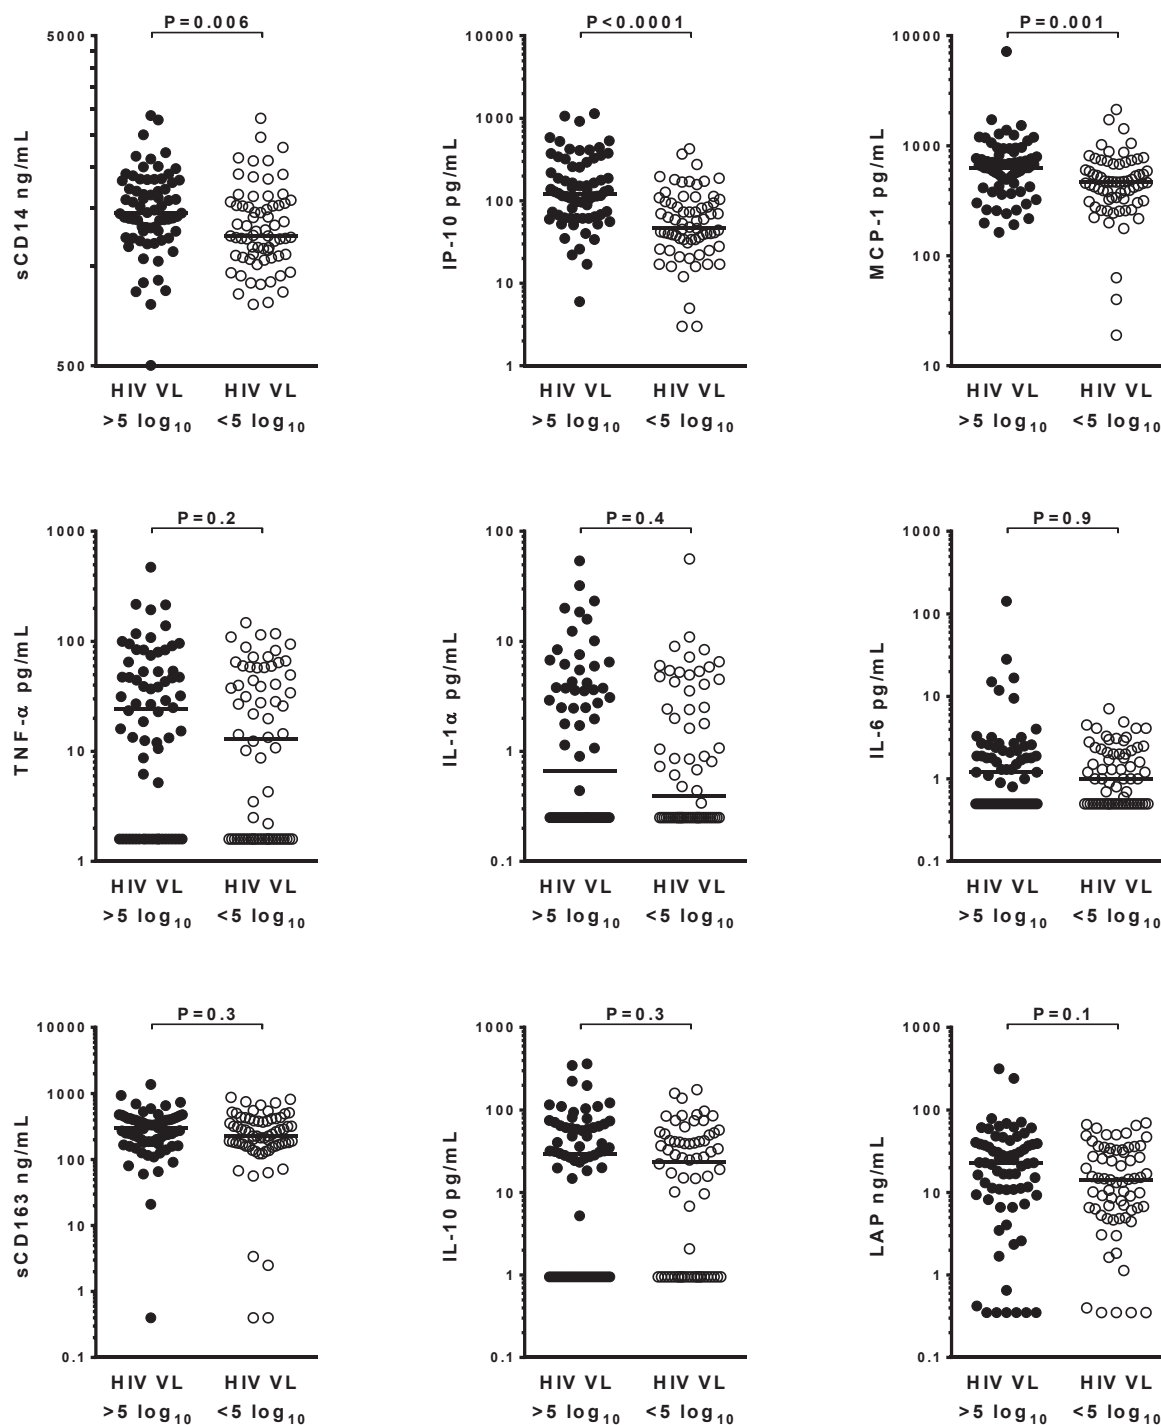 P=0.006
sCD14 ng/mL
5000
500
HIV VL HIV VL
>5 log10 <5 log10
P<0.0001
IP-10 pg/mL
10000
1000
100
10
1
HIV VL HIV VL
>5 log10 <5 log10
P=0.001
MCP-1 pg/mL
10000
1000
100
10
HIV VL HIV VL
>5 log10 <5 log10
P=0.2
TNF-α pg/mL
1000
100
10
1
HIV VL HIV VL
>5 log10 <5 log10
P=0.4
IL-1α pg/mL
100
10
1
0.1
HIV VL HIV VL
>5 log10 <5 log10
P=0.9
IL-6 pg/mL
1000
100
10
1
0.1
HIV VL HIV VL
>5 log10 <5 log10
P=0.3
sCD163 ng/mL
10000
1000
100
10
1
0.1
HIV VL HIV VL
>5 log10 <5 log10
P=0.3
IL-10 pg/mL
1000
100
10
1
0.1
HIV VL HIV VL
>5 log10 <5 log10
P=0.1
LAP ng/mL
1000
100
10
1
0.1
HIV VL HIV VL
>5 log10 <5 log10